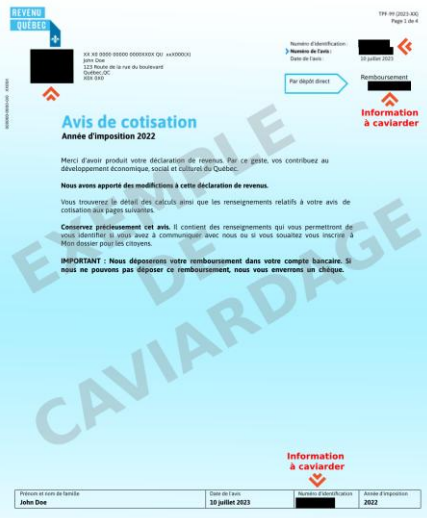 REVENU
QUÉBEC
TPF-99 (2023-XX)
Page 1 de 4
John Doe
123 Route de la rue du boulevard
Québec,QC
X0X 0X0
Numéro d'identification :
Numéro de l'avis :
Date de l'avis :
10 juillet 2023
Par dépôt direct
Remboursement
Information
à caviarder
Avis de cotisation
Année d'imposition 2022
Merci d'avoir produit votre déclaration de revenus. Par ce geste, vos contribuez au
développement économique, social et culturel du Québec.
Nous avons apporté des modifictions à cette déclaration de revenus.
Vous trouverez le détail des calculs ainsi que les renseignements relatifs à votre avis de
cotisation aux pages suivantes.
Conservez précieusement cet avis. Il contient des renseignements qui vous permettront de
vous identifier si vous avez à communiquer avec nous ou si vous souaitez vous inscrire à
Mon dossier pour les citoyens.
IMPORTANT : Nous déposerons votre remboursement dans votre compte bancaire. Si
nous ne pouvons pas déposer ce remboursement, nous vous enverrons un chèque.
EXEMPLE
DE
CAVIARDAGE
Information
à caviarder
Prénom et nom de famille
John Doe
Date de l'avis
10 juillet 2023
Numéro d'identification
Année d'imposition
2022